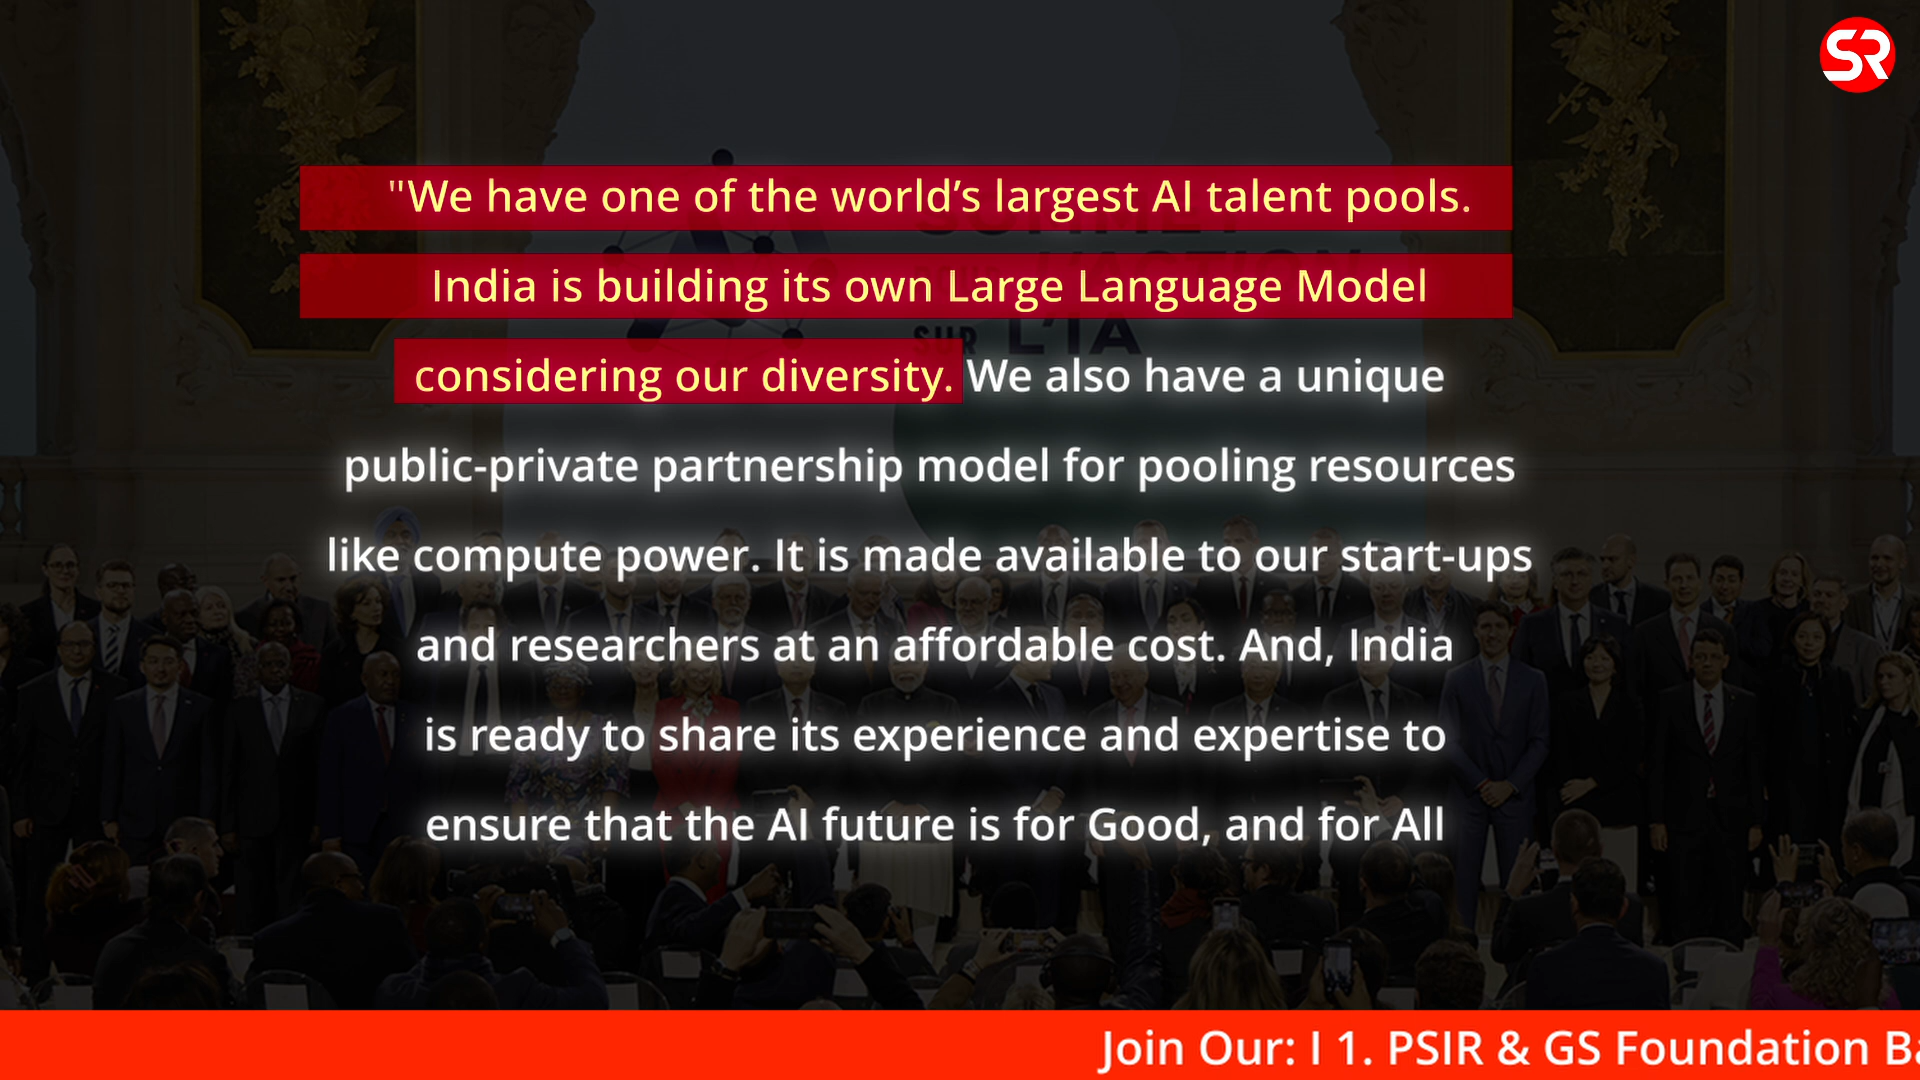 SR
"We have one of the world’s largest AI talent pools.
India is building its own Large Language Model
considering our diversity. We also have a unique
public-private partnership model for pooling resources
like compute power. It is made available to our start-ups
and researchers at an affordable cost. And, India
is ready to share its experience and expertise to
ensure that the AI future is for Good, and for All
SUR L’IA
Join Our: I 1. PSIR & GS Foundation